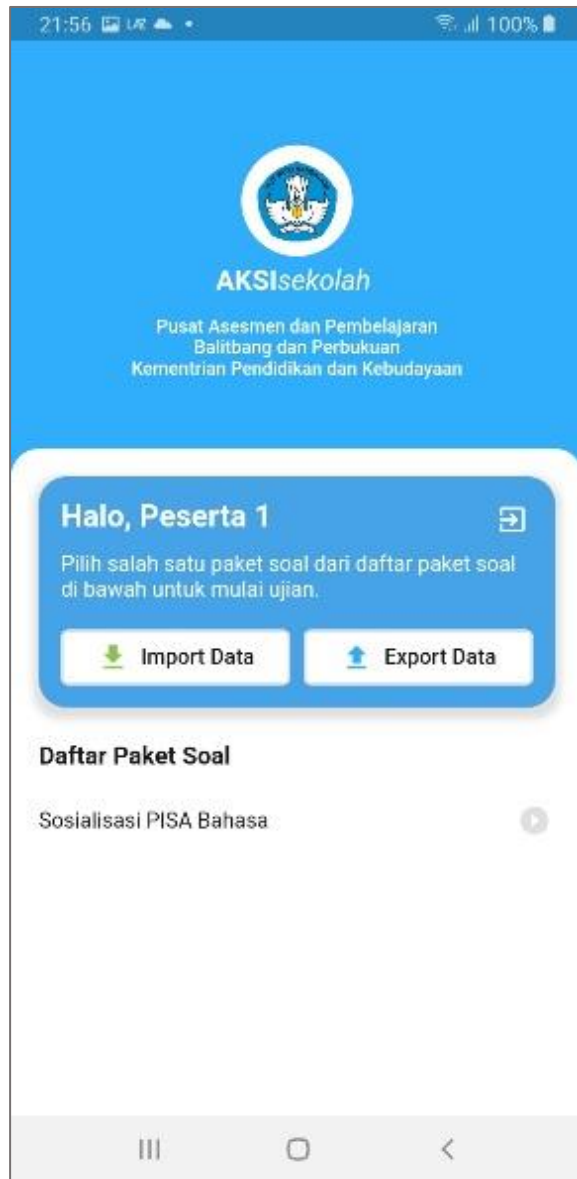 21:56
100%
AKSIsekolah
Pusat Asesmen dan Pembelajaran
Balitbang dan Perbukuan
Kementrian Pendidikan dan Kebudayaan
Halo, Peserta 1
Pilih salah satu paket soal dari daftar paket soal
di bawah untuk mulai ujian.
Import Data
Export Data
Daftar Paket Soal
Sosialisasi PISA Bahasa